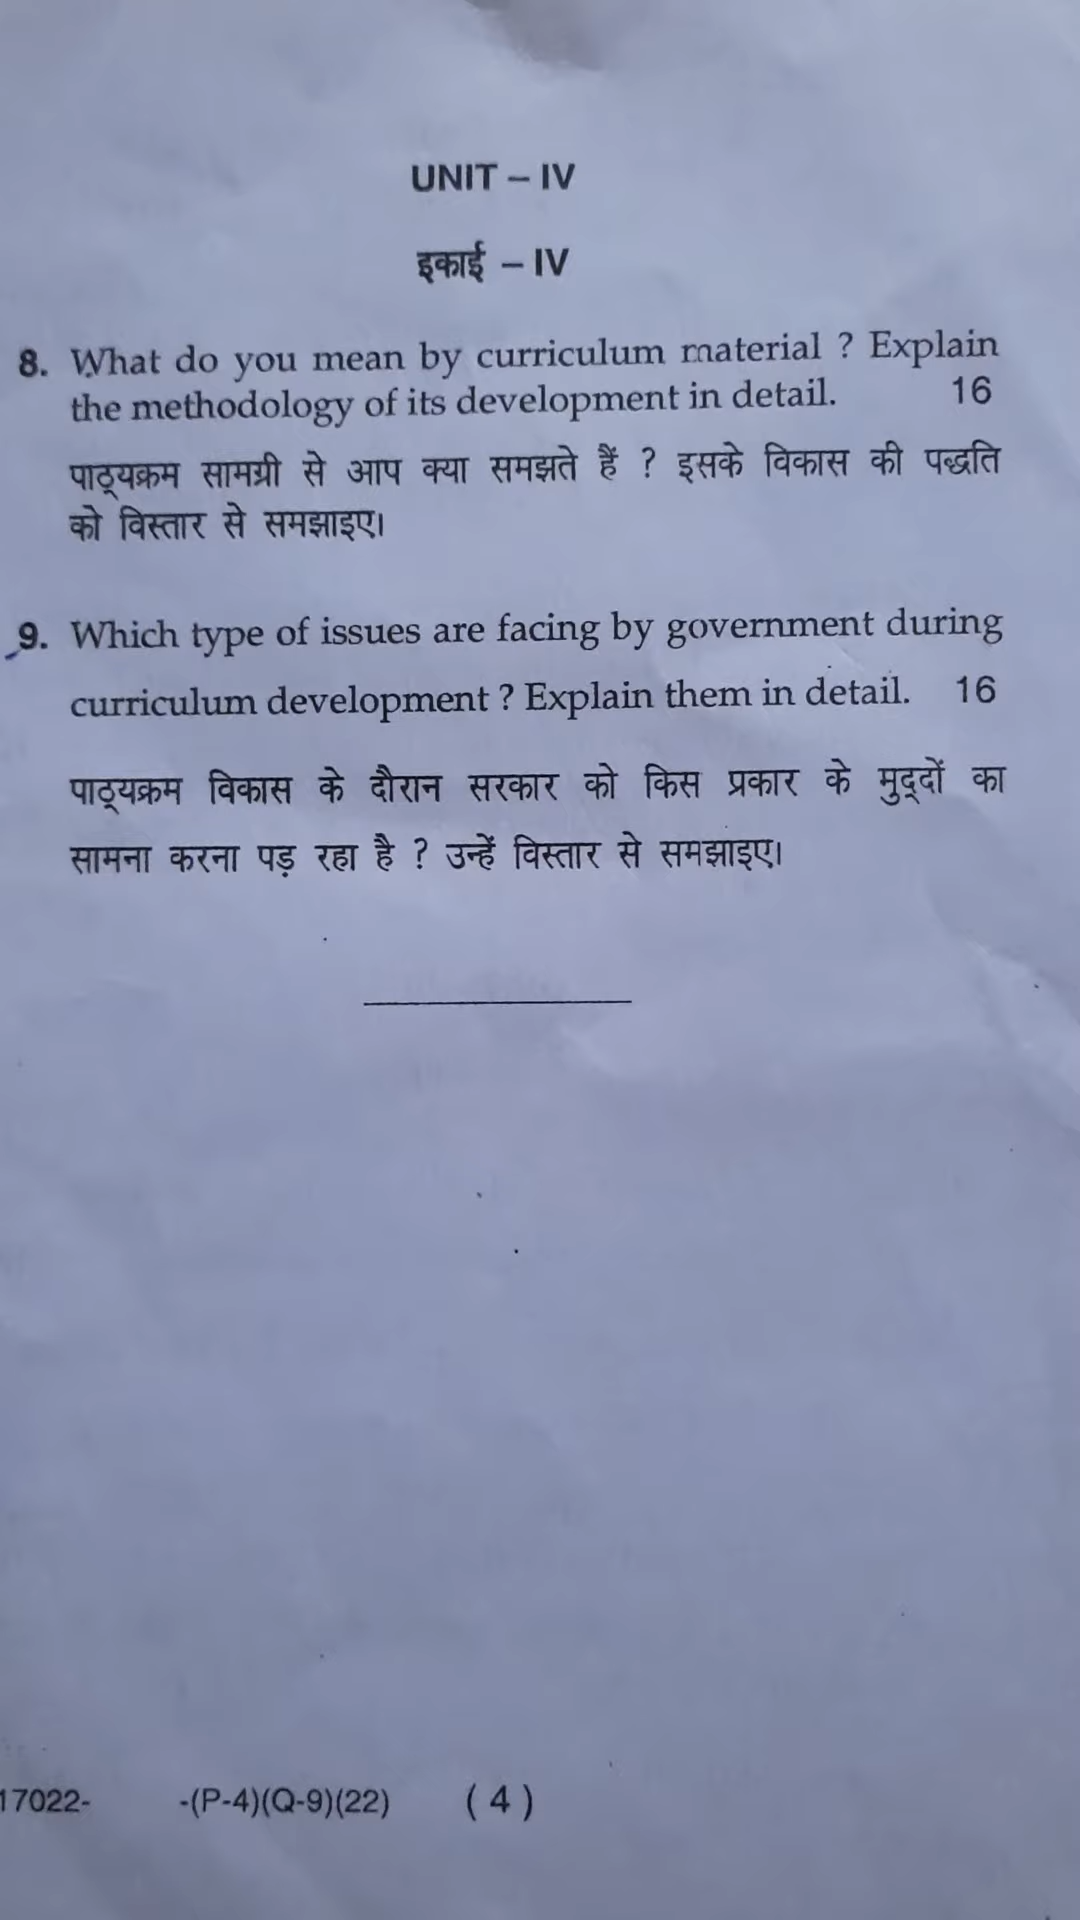 UNIT – IV
इकाई – IV
8. What do you mean by curriculum material ? Explain
the methodology of its development in detail. 16
पाठ्यक्रम सामग्री से आप क्या समझते हैं ? इसके विकास की पद्धति
को विस्तार से समझाइए।
9. Which type of issues are facing by government during
curriculum development ? Explain them in detail. 16
पाठ्यक्रम विकास के दौरान सरकार को किस प्रकार के मुद्दों का
सामना करना पड़ रहा है ? उन्हें विस्तार से समझाइए।
17022- -(P-4)(Q-9)(22) ( 4 )